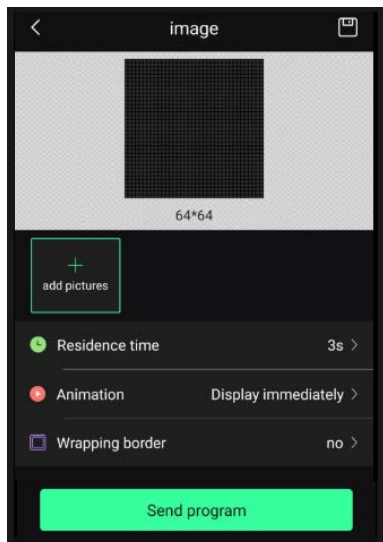 image
64*64
add pictures
Residence time 3s
Animation Display immediately
Wrapping border no
Send program